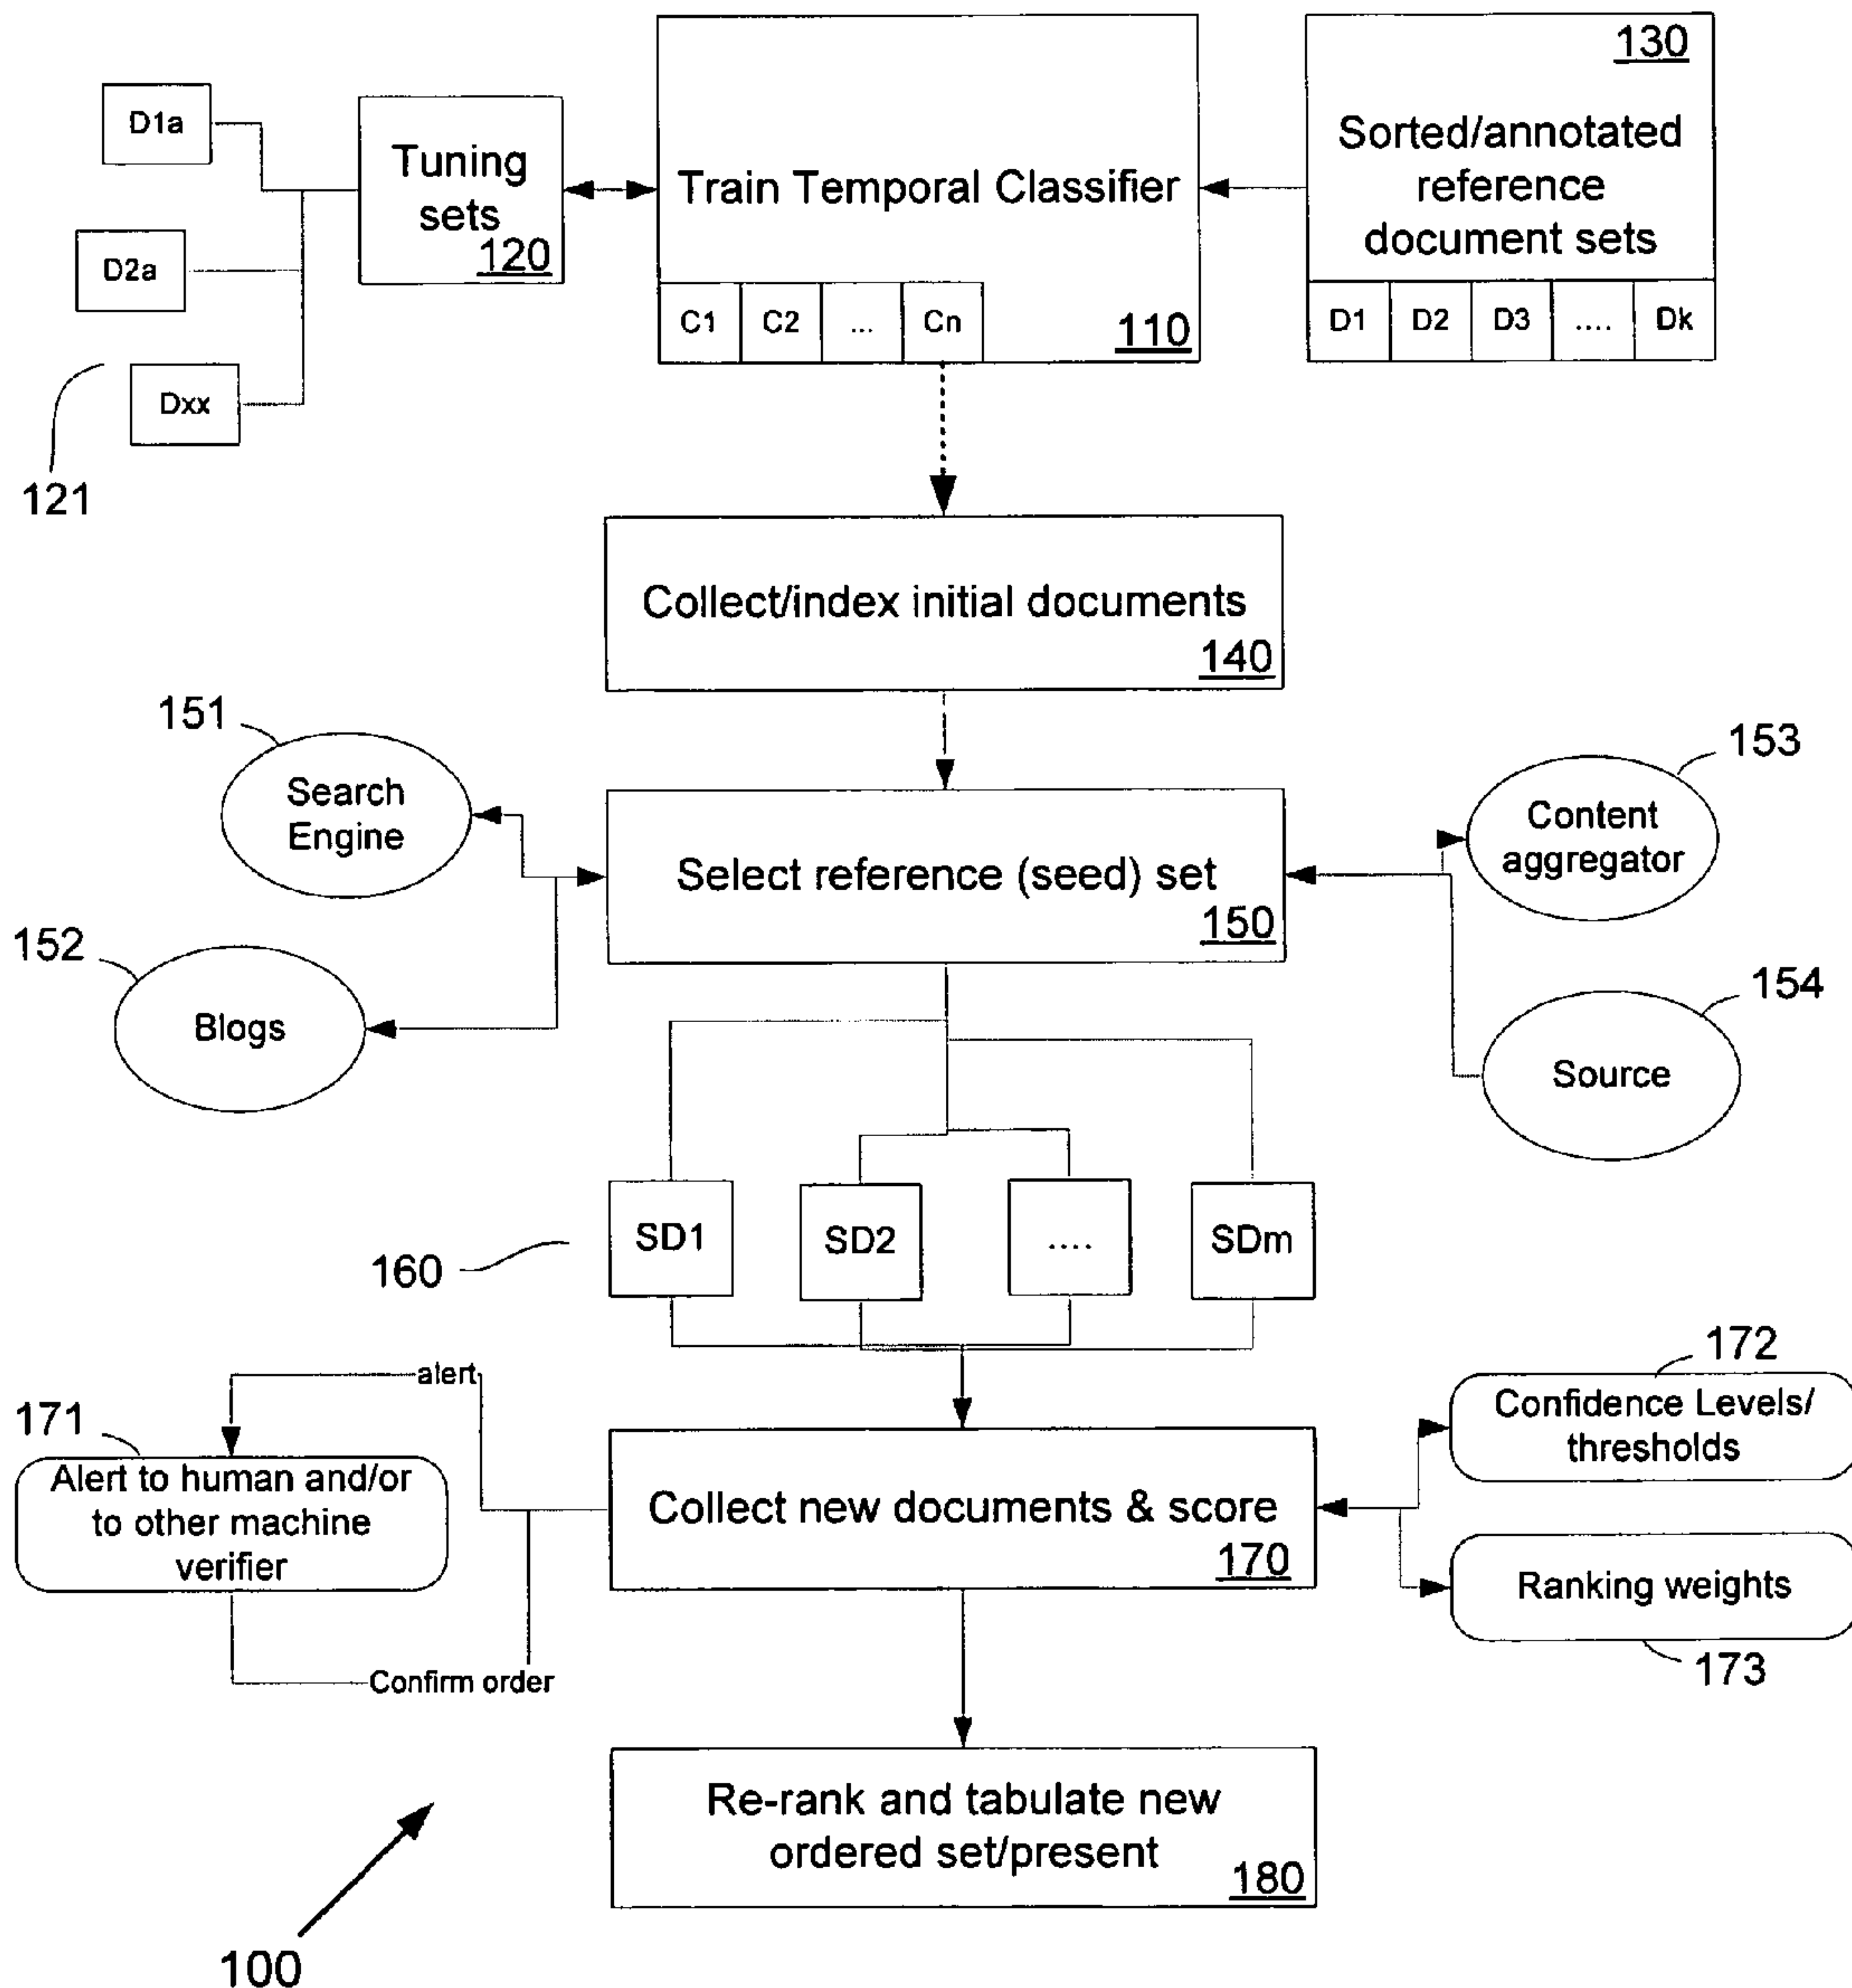 130
D1a
Tuning
sets
120
Train Temporal Classifier
Sorted/annotated
reference
document sets
D2a
C1 C2 ... Cn
110
D1 D2 D3 .... Dk
Dxx
121
Collect/index initial documents
140
151
Search
Engine
153
Content
aggregator
Select reference (seed) set
150
152
Blogs
154
Source
160
SD1 SD2 .... SDm
alert
171
Alert to human and/or
to other machine
verifier
172
Confidence Levels/
thresholds
Collect new documents & score
170
Ranking weights
173
Confirm order
Re-rank and tabulate new
ordered set/present
180
100